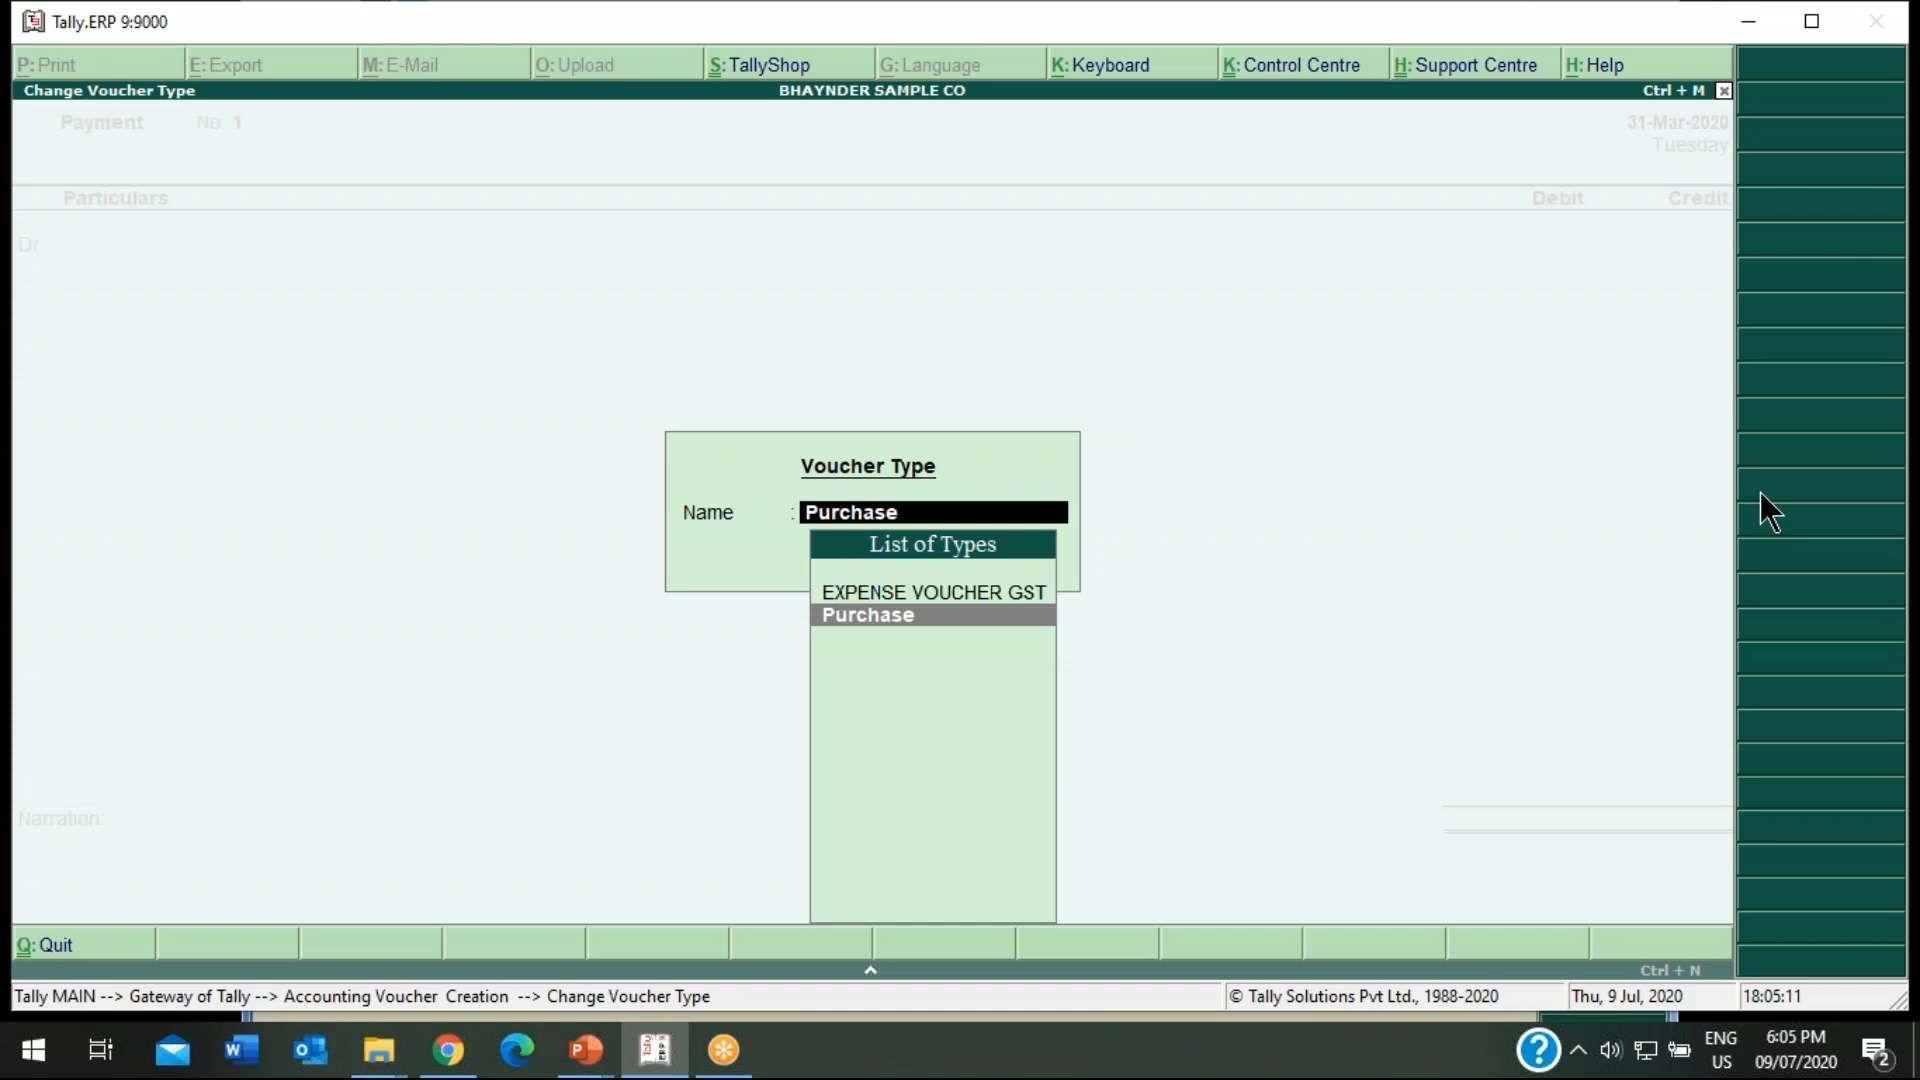 Tally.ERP 9:9000
P: Print E: Export M: E-Mail O: Upload S: TallyShop G: Language K: Keyboard K: Control Centre H: Support Centre H: Help
Change Voucher Type BHAYNDER SAMPLE CO Ctrl + M
Payment No. 1 31-Mar-2020
Tuesday
Particulars Debit Credit
Dr
Voucher Type
Name : Purchase
List of Types
EXPENSE VOUCHER GST
Purchase
Narration:
Q: Quit
Ctrl + N
Tally MAIN --> Gateway of Tally --> Accounting Voucher Creation --> Change Voucher Type © Tally Solutions Pvt Ltd., 1988-2020 Thu, 9 Jul, 2020 18:05:11
ENG 6:05 PM
US 09/07/2020 2